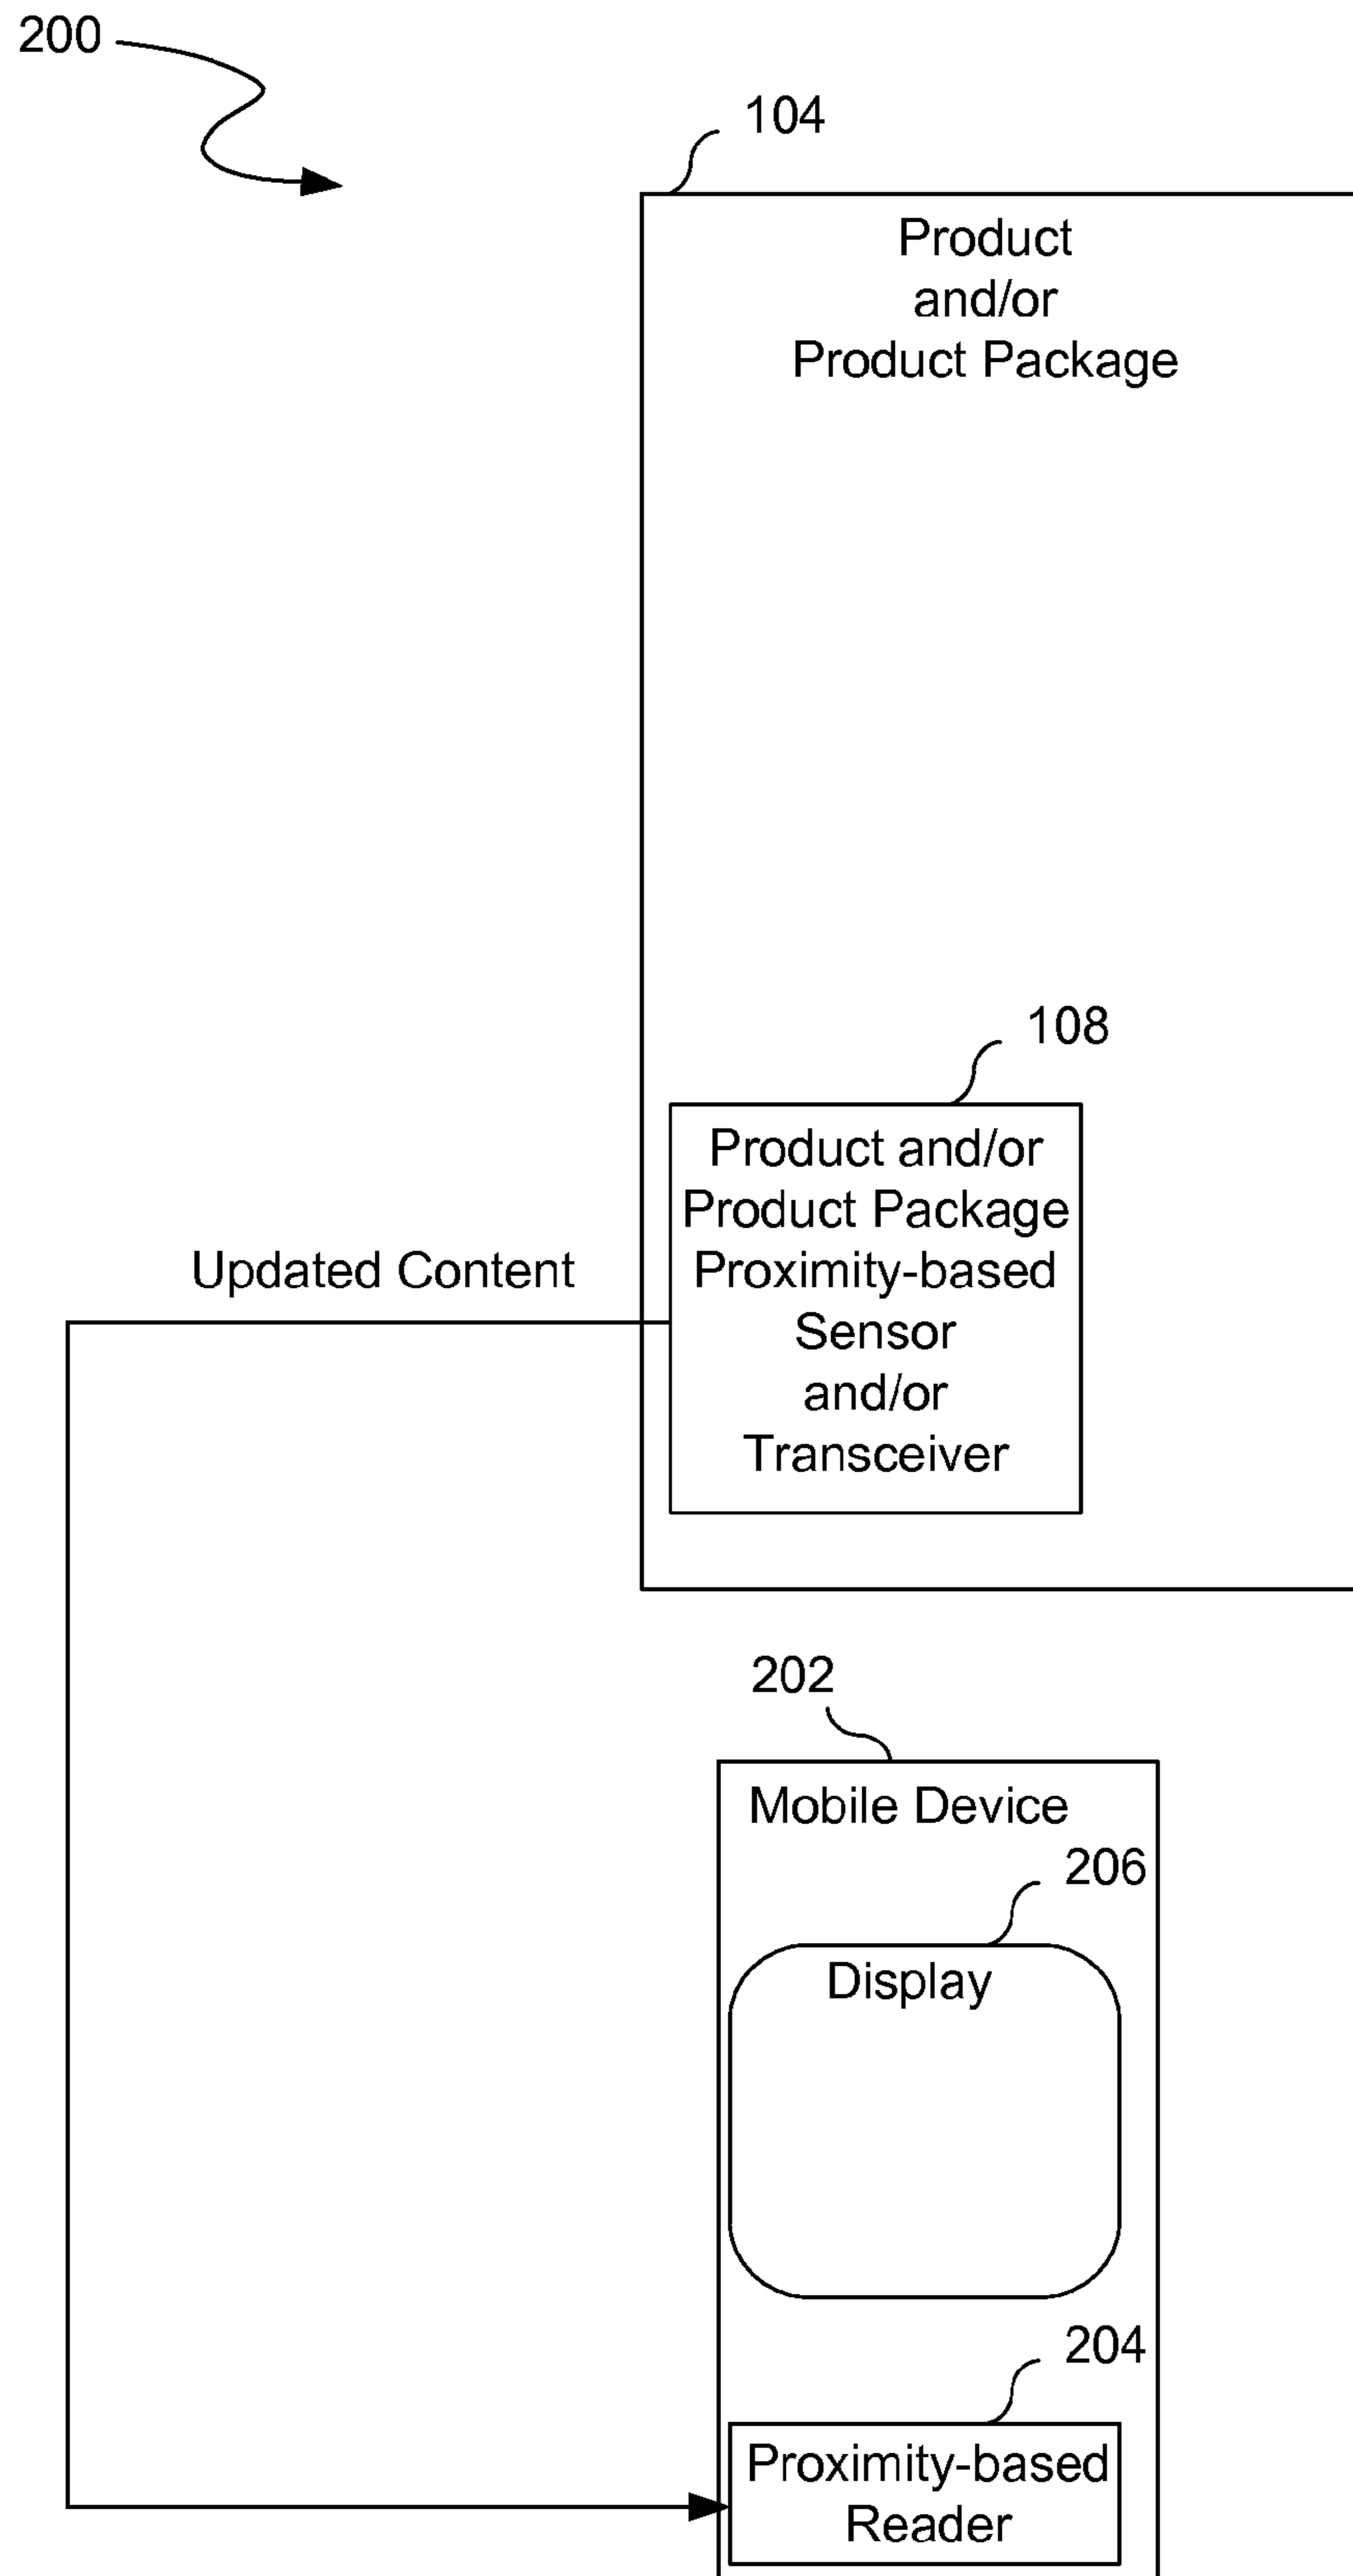 200
104
Product
and/or
Product Package
108
Product and/or
Product Package
Proximity-based
Sensor
and/or
Transceiver
Updated Content
202
Mobile Device
206
Display
204
Proximity-based
Reader